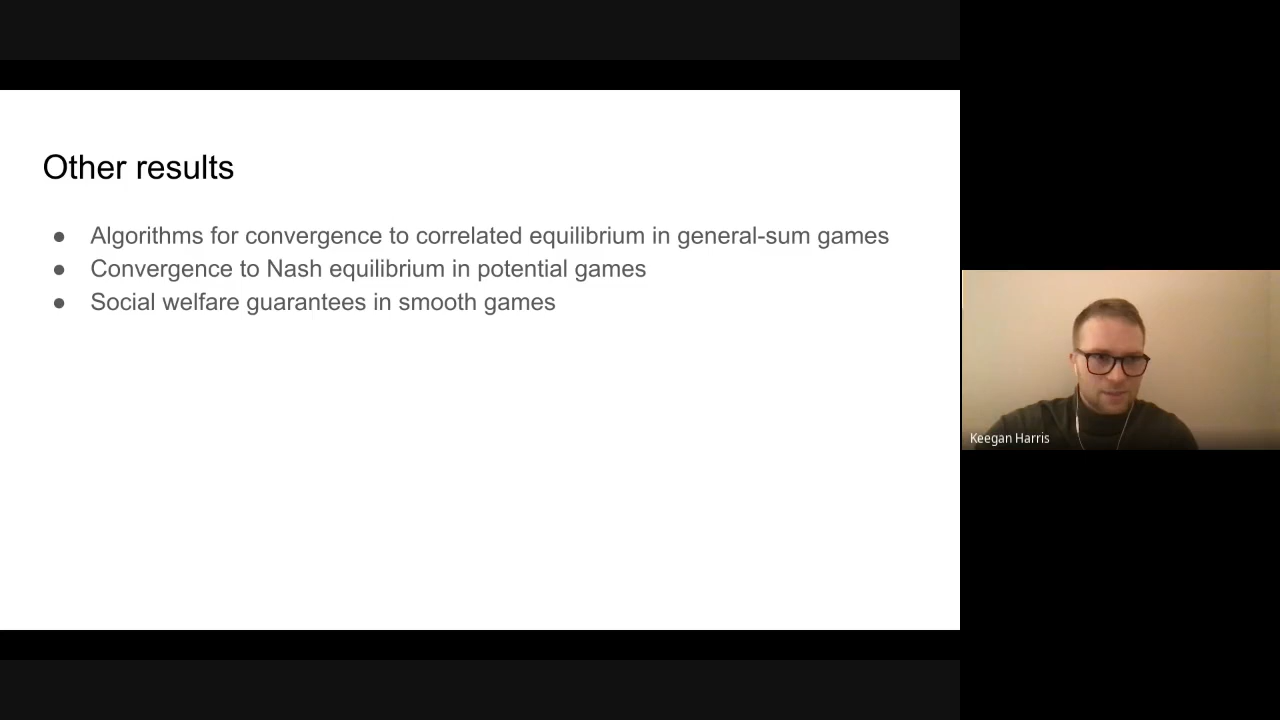 Other results
● Algorithms for convergence to correlated equilibrium in general-sum games
● Convergence to Nash equilibrium in potential games
● Social welfare guarantees in smooth games
Keegan Harris